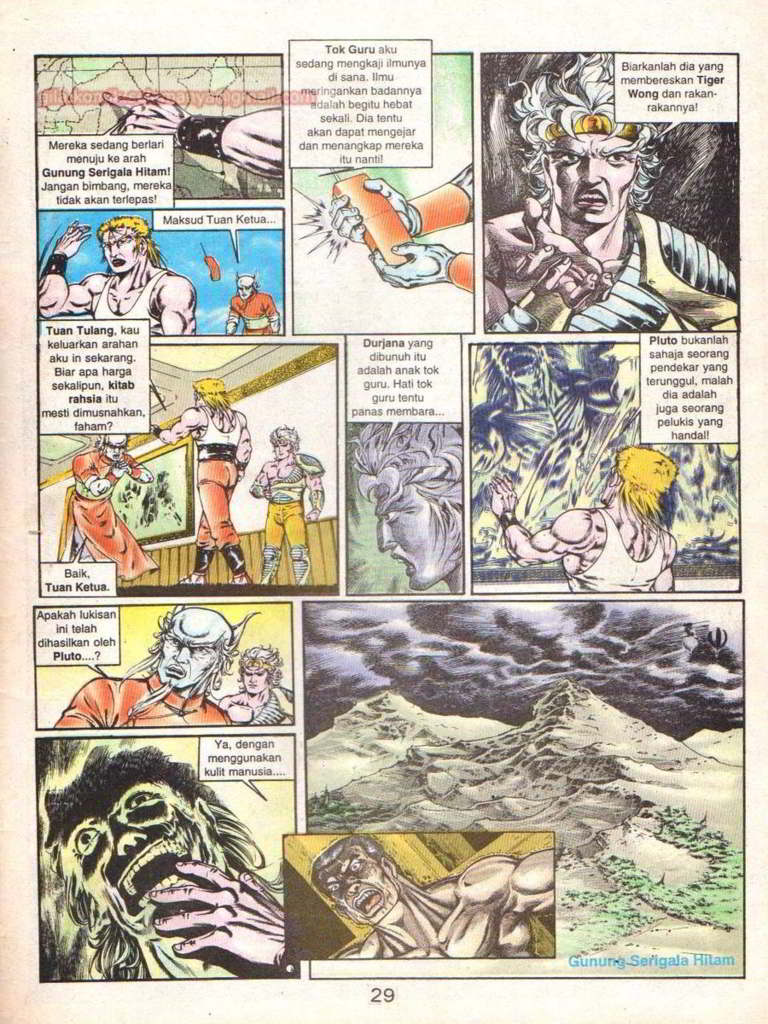 Mereka sedang berlari
menuju ke arah
Gunung Serigala Hitam!
Jangan bimbang, mereka
tidak akan terlepas!
Maksud Tuan Ketua...
Tok Guru aku
sedang mengkaji ilmunya
di sana. Ilmu
meringankan badannya
adalah begitu hebat
sekali. Dia tentu
akan dapat mengejar
dan menangkap mereka
itu nanti!
Biarkanlah dia yang
membereskan Tiger
Wong dan rakan-
rakannya!
Tuan Tulang, kau
keluarkan arahan
aku in sekarang.
Biar apa harga
sekalipun, kitab
rahsia itu
mesti dimusnahkan,
faham?
Baik,
Tuan Ketua.
Durjana yang
dibunuh itu
adalah anak tok
guru. Hati tok
guru tentu
panas membara...
Pluto bukanlah
sahaja seorang
pendekar yang
terunggul, malah
dia adalah
juga seorang
pelukis yang
handal!
Apakah lukisan
ini telah
dihasilkan oleh
Pluto....?
Ya, dengan
menggunakan
kulit manusia....
Gunung Serigala Hitam
29